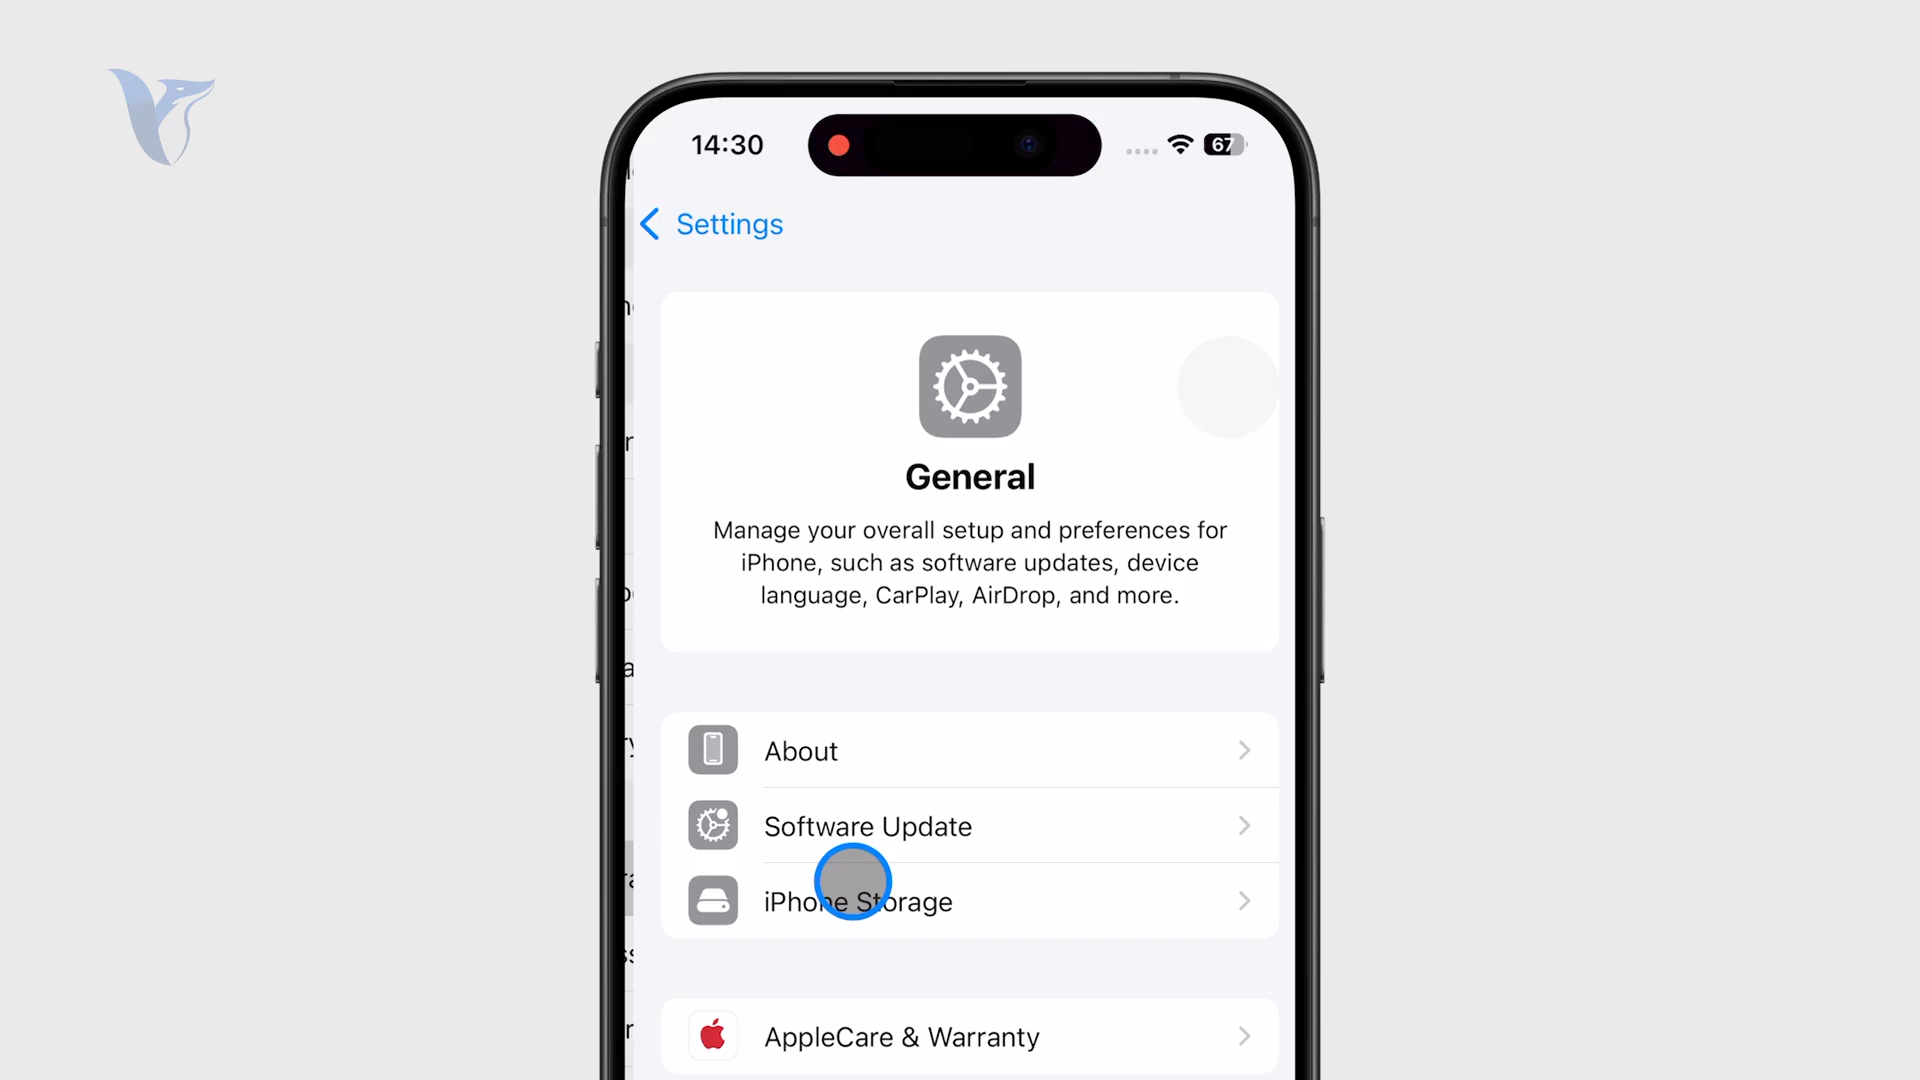 14:30
67
Settings
General
Manage your overall setup and preferences for
iPhone, such as software updates, device
language, CarPlay, AirDrop, and more.
About
Software Update
iPhone Storage
AppleCare & Warranty